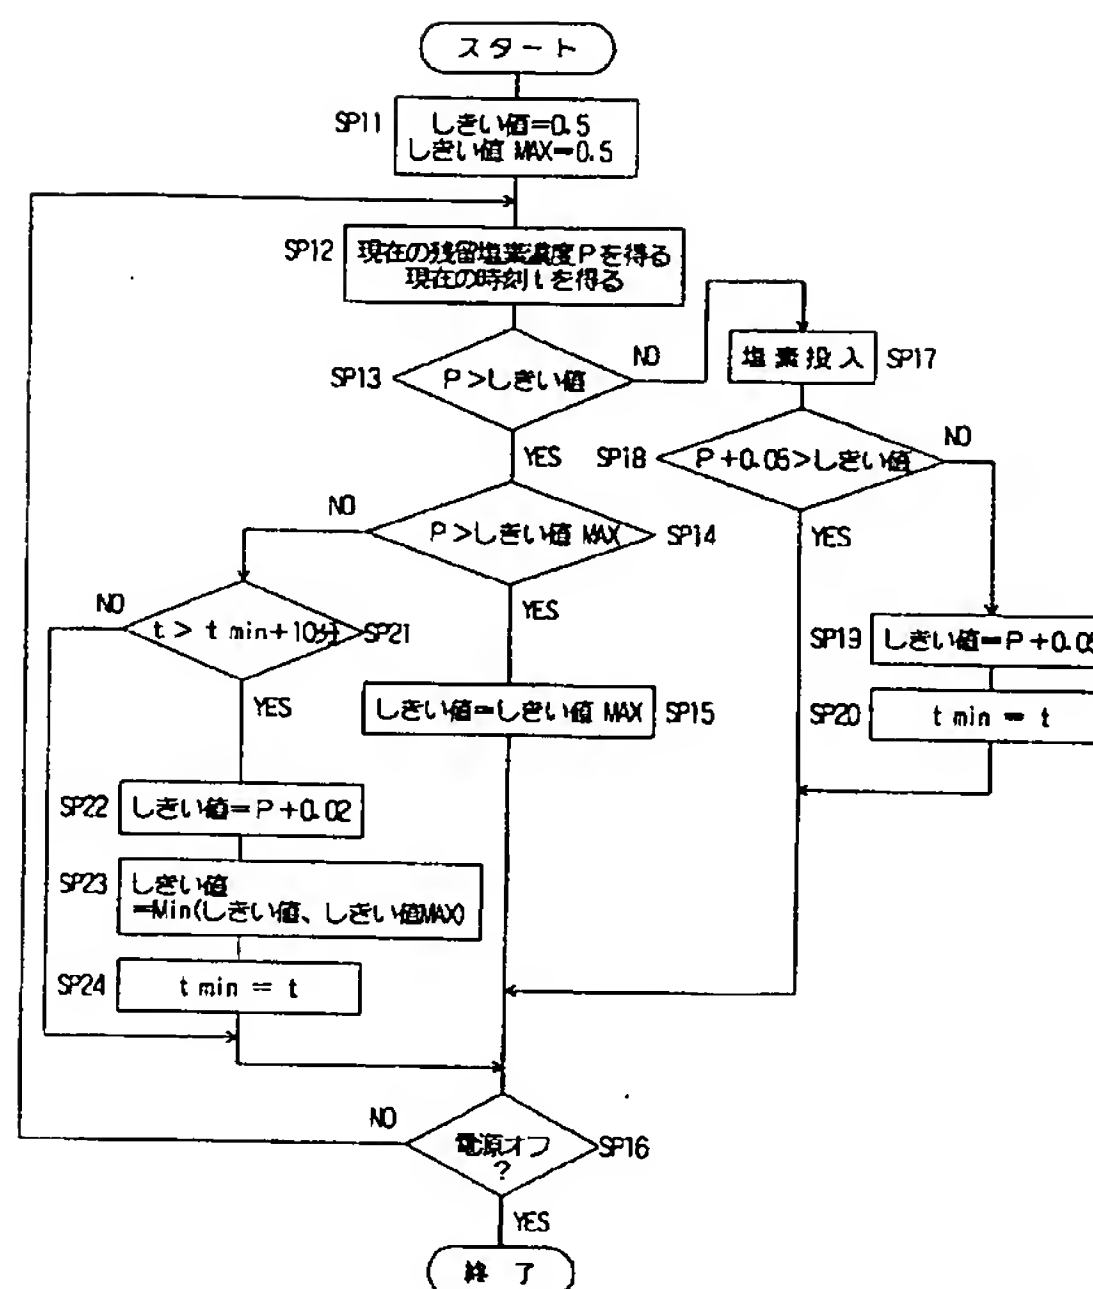 スタート
SP11
しきい値=0.5
しきい値 MAX=0.5
SP12
現在の残留塩素濃度Pを得る
現在の時刻tを得る
SP13
P>しきい値
NO
YES
塩素投入
SP17
SP18
P+0.05>しきい値
NO
YES
NO
P>しきい値 MAX
SP14
YES
NO
t > t min+10分
SP21
YES
SP19
しきい値=P+0.05
しきい値=しきい値 MAX
SP15
SP20
t min = t
SP22
しきい値=P+0.02
SP23
しきい値
=Min(しきい値、しきい値MAX)
SP24
t min = t
NO
電源オフ
?
SP16
YES
終了